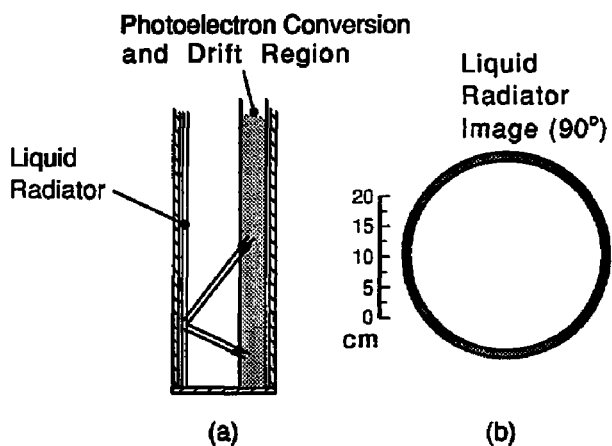 Photoelectron Conversion
and Drift Region
Liquid
Radiator
Liquid
Radiator
Image (90°)
20
15
10
5
0
cm
(a)
(b)